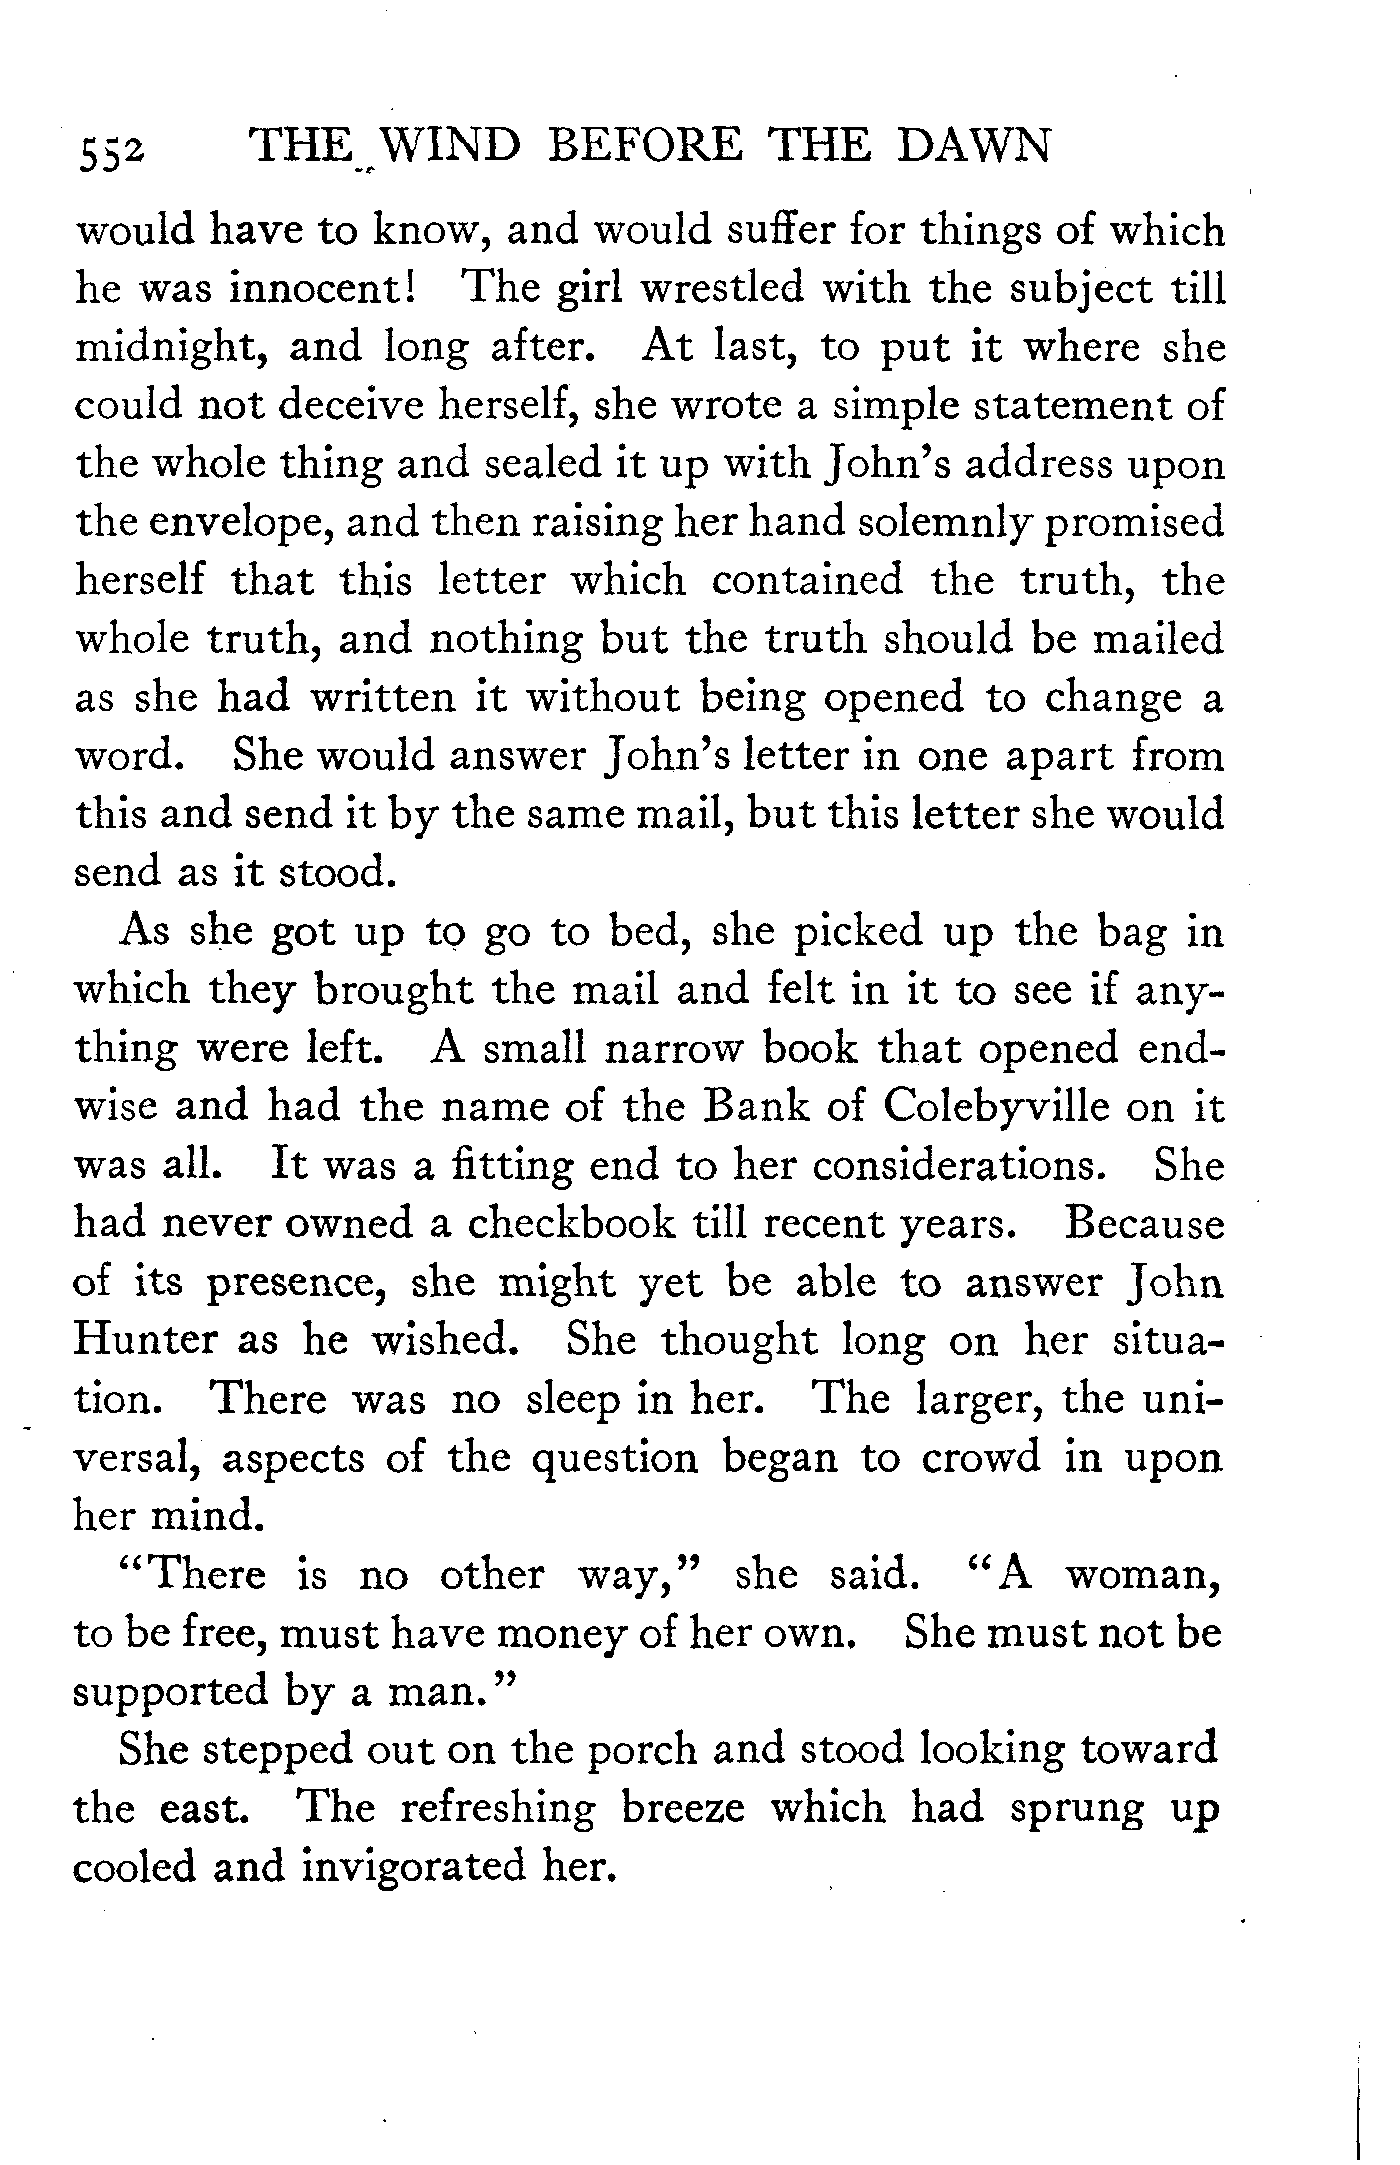 552 THE WIND BEFORE THE DAWN
would have to know, and would suffer for things of which
he was innocent! The girl wrestled with the subject till
midnight, and long after. At last, to put it where she
could not deceive herself, she wrote a simple statement of
the whole thing and sealed it up with John's address upon
the envelope, and then raising her hand solemnly promised
herself that this letter which contained the truth, the
whole truth, and nothing but the truth should be mailed
as she had written it without being opened to change a
word. She would answer John's letter in one apart from
this and send it by the same mail, but this letter she would
send as it stood.
As she got up to go to bed, she picked up the bag in
which they brought the mail and felt in it to see if any-
thing were left. A small narrow book that opened end-
wise and had the name of the Bank of Colebyville on it
was all. It was a fitting end to her considerations. She
had never owned a checkbook till recent years. Because
of its presence, she might yet be able to answer John
Hunter as he wished. She thought long on her situa-
tion. There was no sleep in her. The larger, the uni-
versal, aspects of the question began to crowd in upon
her mind.
"There is no other way," she said. "A woman,
to be free, must have money of her own. She must not be
supported by a man."
She stepped out on the porch and stood looking toward
the east. The refreshing breeze which had sprung up
cooled and invigorated her.